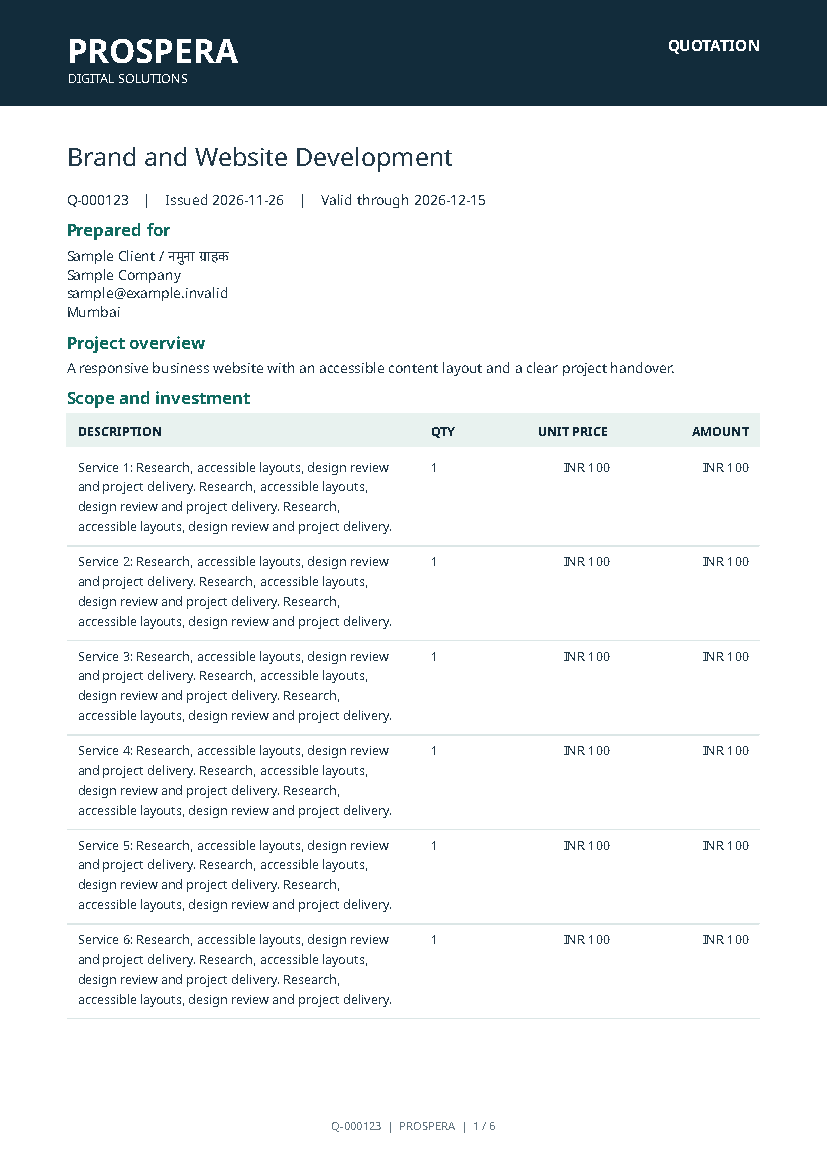 PROSPERA
DIGITAL SOLUTIONS
QUOTATION
Brand and Website Development
Q-000123 | Issued 2026-11-26 | Valid through 2026-12-15
Prepared for
Sample Client / नमुना ग्राहक
Sample Company
sample@example.invalid
Mumbai
Project overview
A responsive business website with an accessible content layout and a clear project handover.
Scope and investment
DESCRIPTION QTY UNIT PRICE AMOUNT
Service 1: Research, accessible layouts, design review 1 INR 100 INR 100
and project delivery. Research, accessible layouts,
design review and project delivery. Research,
accessible layouts, design review and project delivery.
Service 2: Research, accessible layouts, design review 1 INR 100 INR 100
and project delivery. Research, accessible layouts,
design review and project delivery. Research,
accessible layouts, design review and project delivery.
Service 3: Research, accessible layouts, design review 1 INR 100 INR 100
and project delivery. Research, accessible layouts,
design review and project delivery. Research,
accessible layouts, design review and project delivery.
Service 4: Research, accessible layouts, design review 1 INR 100 INR 100
and project delivery. Research, accessible layouts,
design review and project delivery. Research,
accessible layouts, design review and project delivery.
Service 5: Research, accessible layouts, design review 1 INR 100 INR 100
and project delivery. Research, accessible layouts,
design review and project delivery. Research,
accessible layouts, design review and project delivery.
Service 6: Research, accessible layouts, design review 1 INR 100 INR 100
and project delivery. Research, accessible layouts,
design review and project delivery. Research,
accessible layouts, design review and project delivery.
Q-000123 | PROSPERA | 1 / 6